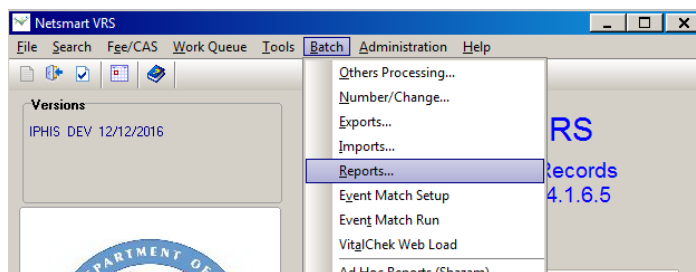 Netsmart VRS
File Search Fee/CAS Work Queue Tools Batch Administration Help
Versions
IPHIS DEV 12/12/2016
Others Processing...
Number/Change...
Exports...
Imports...
Reports...
Event Match Setup
Event Match Run
VitalChek Web Load
Ad Hoc Reports (Shazam)
RS
Records
4.1.6.5
ARTMENT O